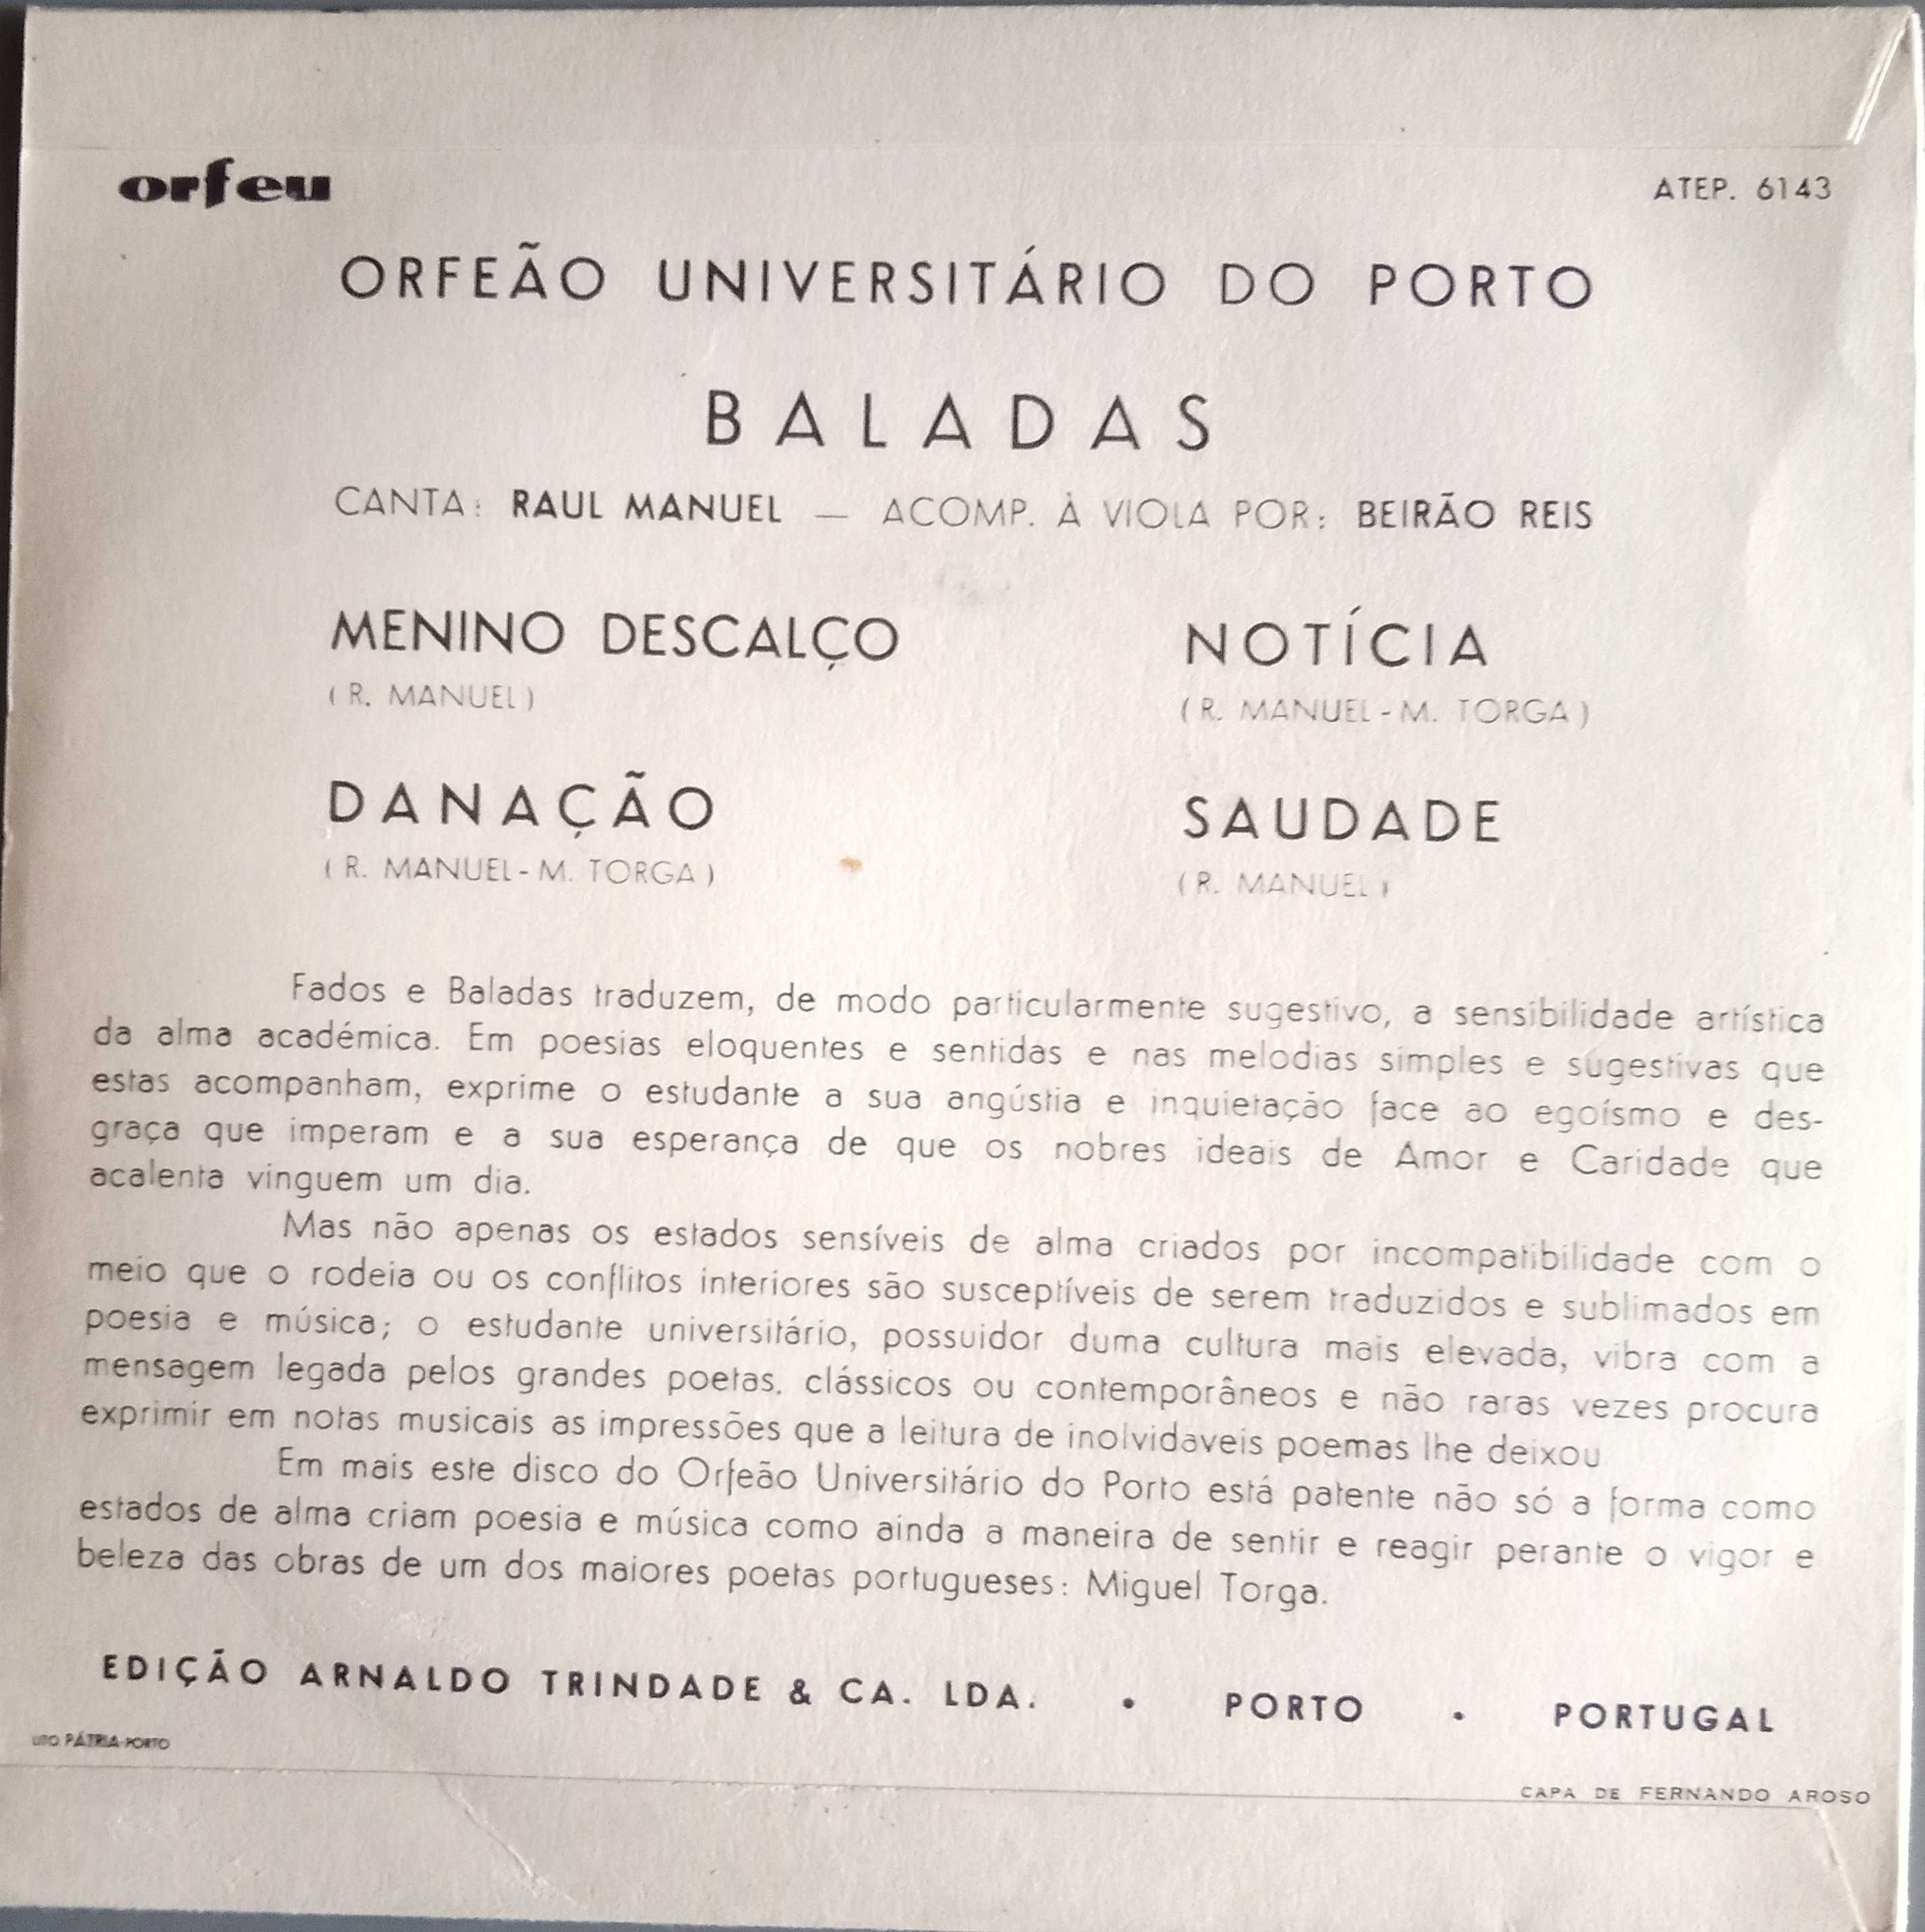 orfeu
ATEP. 6143
ORFEÃO UNIVERSITÁRIO DO PORTO
BALADAS
CANTA: RAUL MANUEL — ACOMP. À VIOLA POR: BEIRÃO REIS
MENINO DESCALÇO
(R. MANUEL)
DANAÇÃO
(R. MANUEL-M. TORGA)
NOTÍCIA
(R. MANUEL-M. TORGA)
SAUDADE
(R. MANUEL)
Fados e Baladas traduzem, de modo particularmente sugestivo, a sensibilidade artística
da alma académica. Em poesias eloquentes e sentidas e nas melodias simples e sugestivas que
estas acompanham, exprime o estudante a sua angústia e inquietação face ao egoísmo e des-
graça que imperam e a sua esperança de que os nobres ideais de Amor e Caridade que
acalenta vinguem um dia.
Mas não apenas os estados sensíveis de alma criados por incompatibilidade com o
meio que o rodeia ou os conflitos interiores são susceptíveis de serem traduzidos e sublimados em
poesia e música; o estudante universitário, possuidor duma cultura mais elevada, vibra com a
mensagem legada pelos grandes poetas, clássicos ou contemporâneos e não raras vezes procura
exprimir em notas musicais as impressões que a leitura de inolvidáveis poemas lhe deixou
Em mais este disco do Orfeão Universitário do Porto está patente não só a forma como
estados de alma criam poesia e música como ainda a maneira de sentir e reagir perante o vigor e
beleza das obras de um dos maiores poetas portugueses: Miguel Torga.
EDIÇÃO ARNALDO TRINDADE & CA. LDA. • PORTO • PORTUGAL
LITO PÁTRIA-PORTO
CAPA DE FERNANDO AROSO